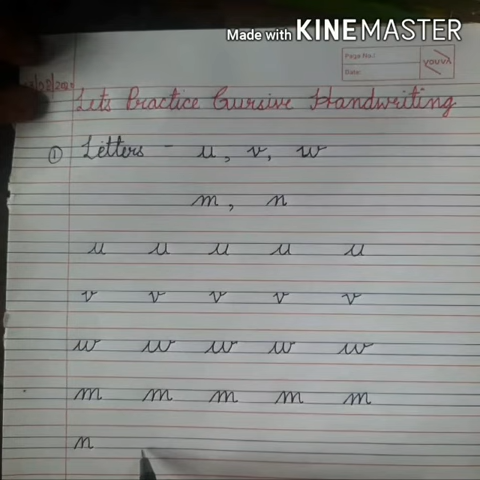 Made with KINEMASTER
Page No.:
Date:
YOUVA
Lets Practice Cursive Handwriting
① Letters - u, v, w
m, n
u u u u u
v v v v v
w w w w w
m m m m m
n